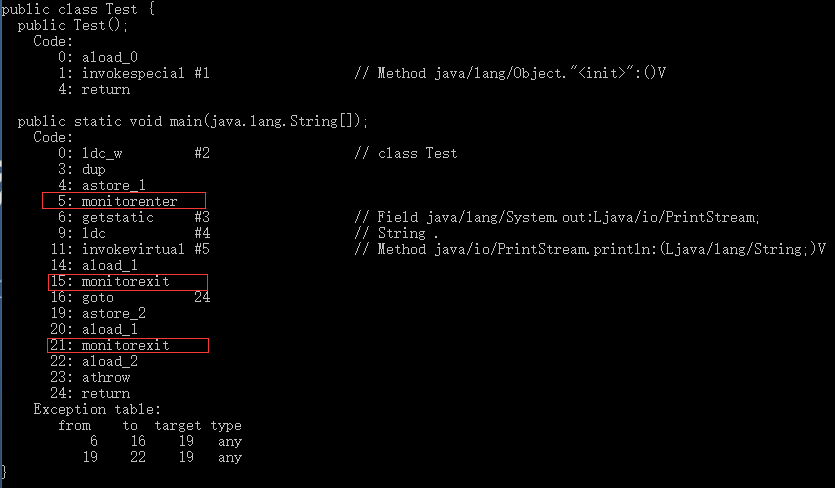 public class Test {
  public Test();
    Code:
       0: aload_0
       1: invokespecial #1                  // Method java/lang/Object."<init>":()V
       4: return

  public static void main(java.lang.String[]);
    Code:
       0: ldc_w         #2                  // class Test
       3: dup
       4: astore_1
       5: monitorenter
       6: getstatic     #3                  // Field java/lang/System.out:Ljava/io/PrintStream;
       9: ldc           #4                  // String .
      11: invokevirtual #5                  // Method java/io/PrintStream.println:(Ljava/lang/String;)V
      14: aload_1
      15: monitorexit
      16: goto          24
      19: astore_2
      20: aload_1
      21: monitorexit
      22: aload_2
      23: athrow
      24: return
    Exception table:
       from    to  target type
           6    16    19   any
          19    22    19   any
}